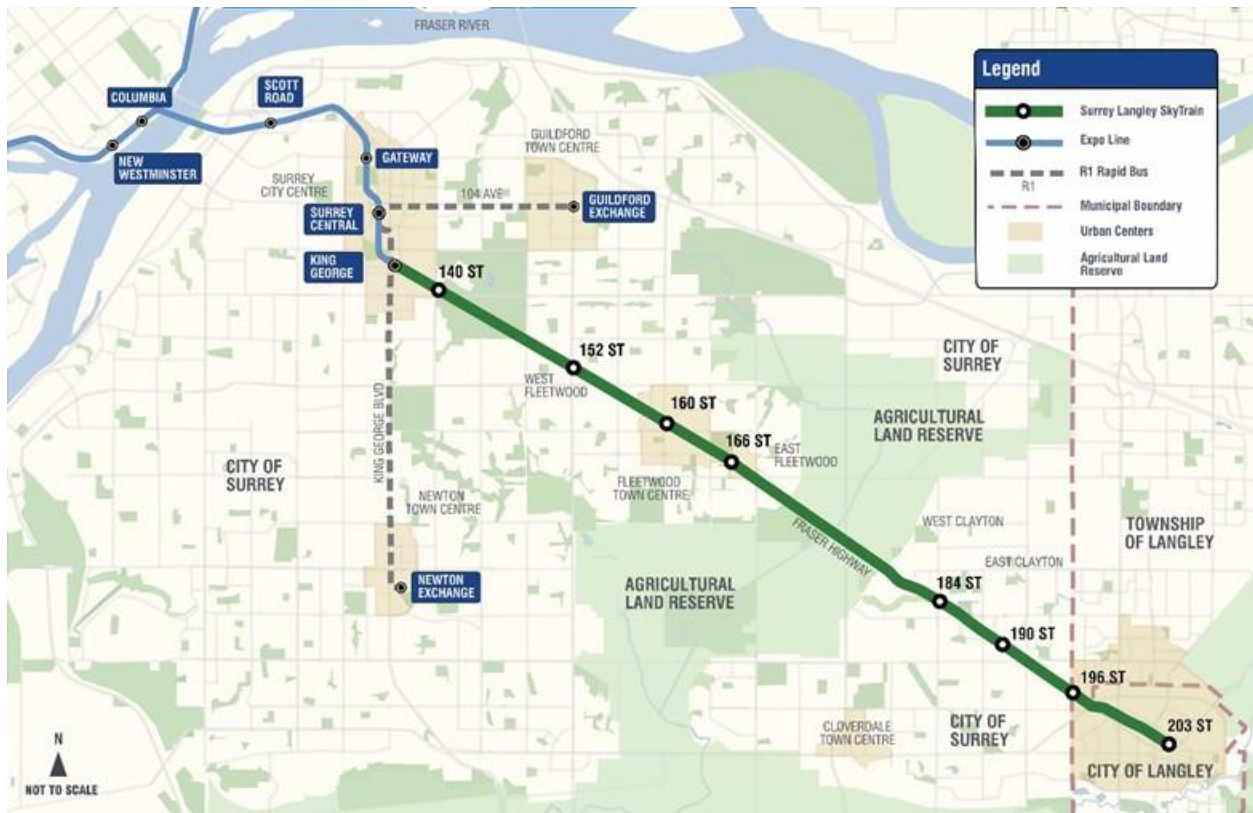 FRASER RIVER
COLUMBIA
SCOTT
ROAD
NEW
WESTMINSTER
GATEWAY
GUILDFORD
TOWN CENTRE
SURREY
CITY CENTRE
104 AVE
GUILDFORD
EXCHANGE
SURREY
CENTRAL
KING
GEORGE
140 ST
152 ST
WEST
FLEETWOOD
160 ST
166 ST
EAST
FLEETWOOD
FLEETWOOD
TOWN CENTRE
KING GEORGE BLVD
CITY OF
SURREY
NEWTON
TOWN CENTRE
NEWTON
EXCHANGE
AGRICULTURAL
LAND RESERVE
FRASER HIGHWAY
CITY OF
SURREY
AGRICULTURAL
LAND RESERVE
WEST CLAYTON
EAST CLAYTON
TOWNSHIP
OF LANGLEY
184 ST
190 ST
196 ST
203 ST
CLOVERDALE
TOWN CENTRE
CITY OF
SURREY
CITY OF LANGLEY
N
NOT TO SCALE
Legend
Surrey Langley SkyTrain
Expo Line
R1 Rapid Bus
R1
Municipal Boundary
Urban Centers
Agricultural Land
Reserve